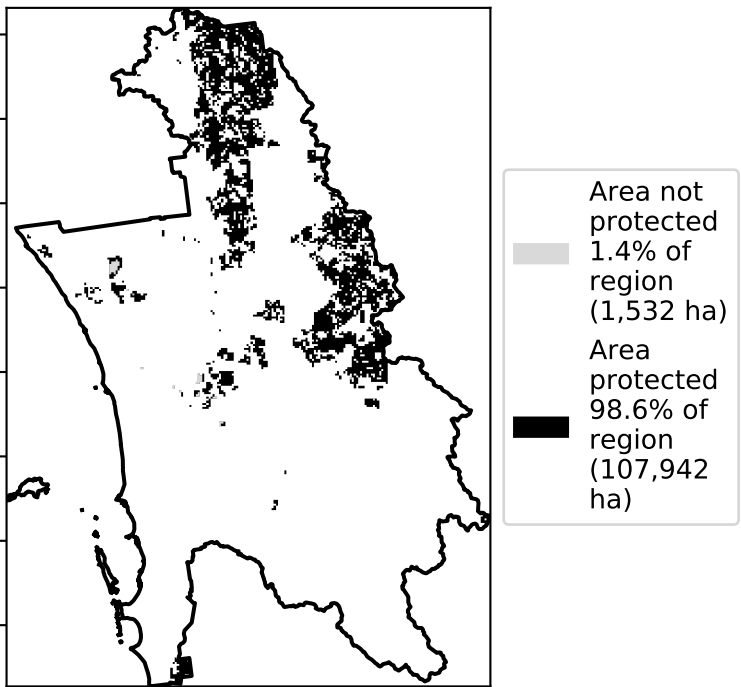 Area not
protected
1.4% of
region
(1,532 ha)
Area
protected
98.6% of
region
(107,942
ha)